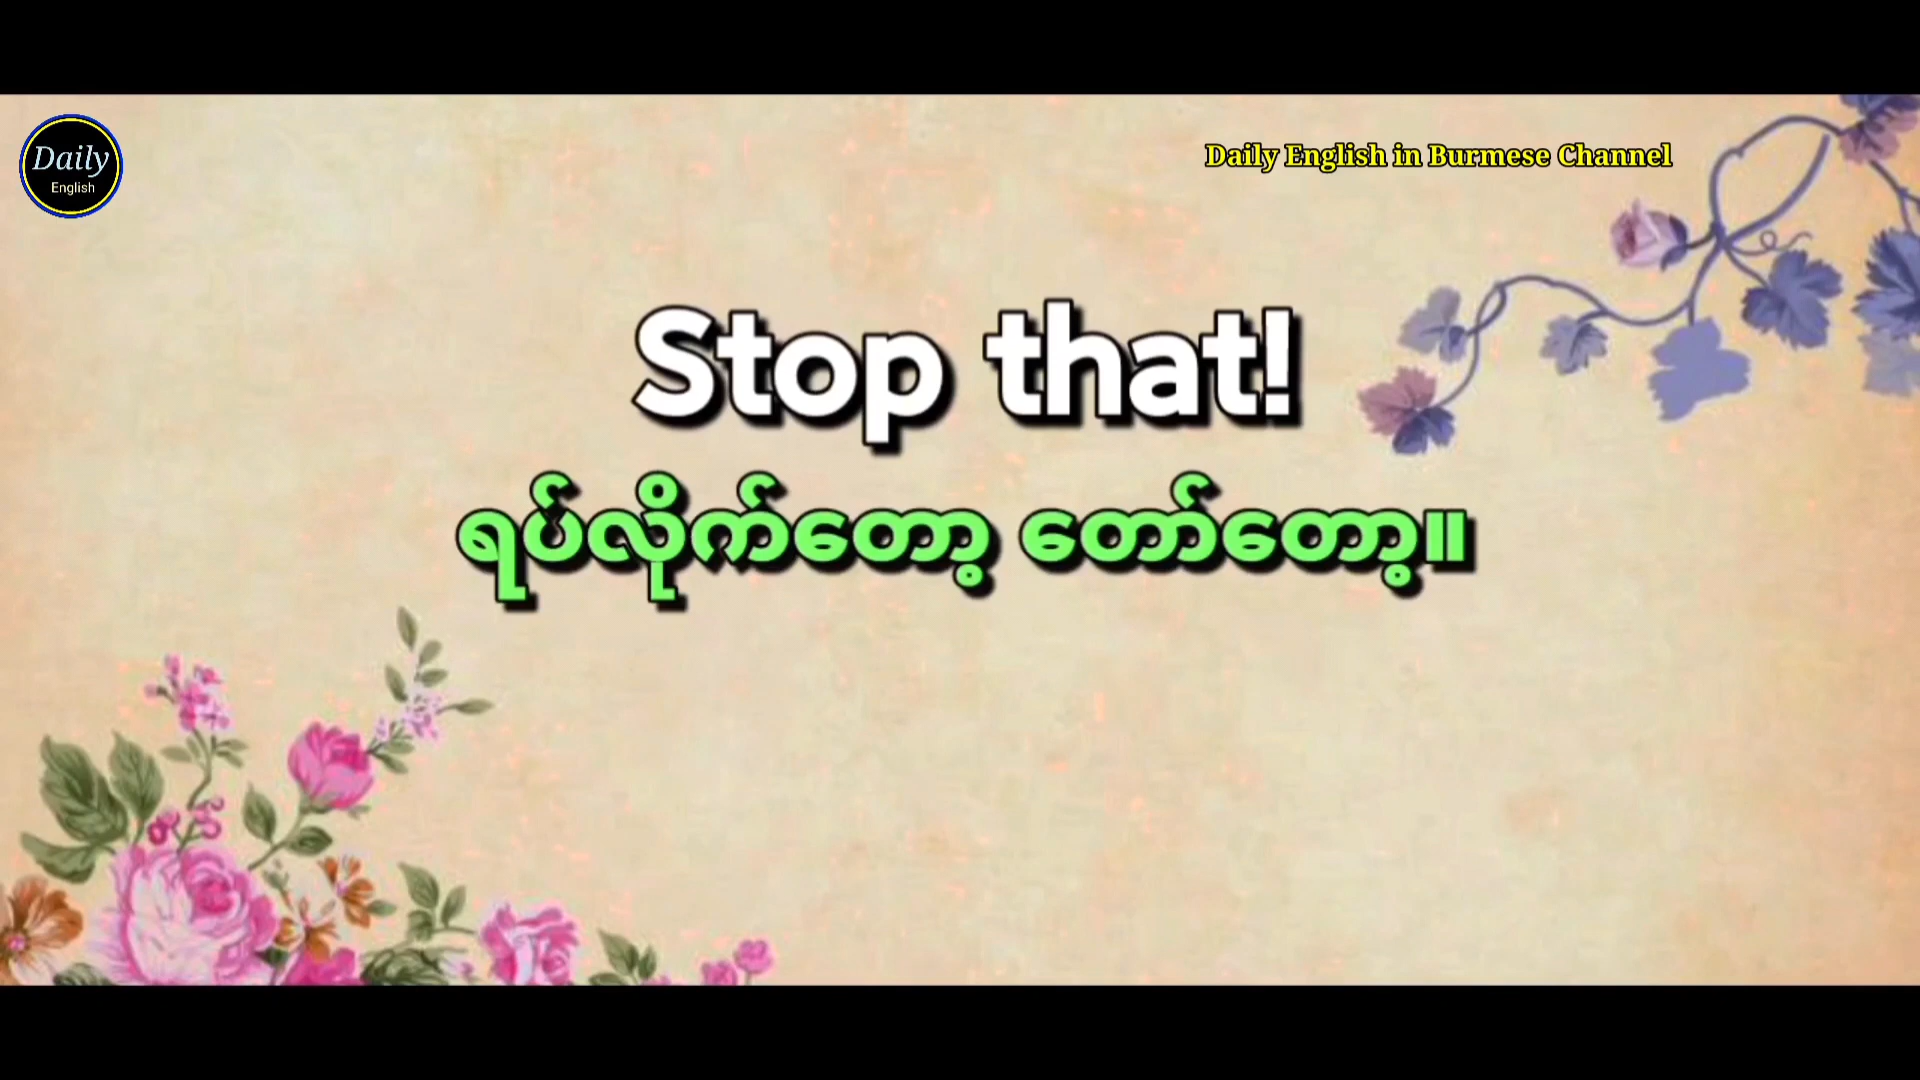 Daily
English
Daily English in Burmese Channel
Stop that!
ရပ်လိုက်တော့ တော်တော့။